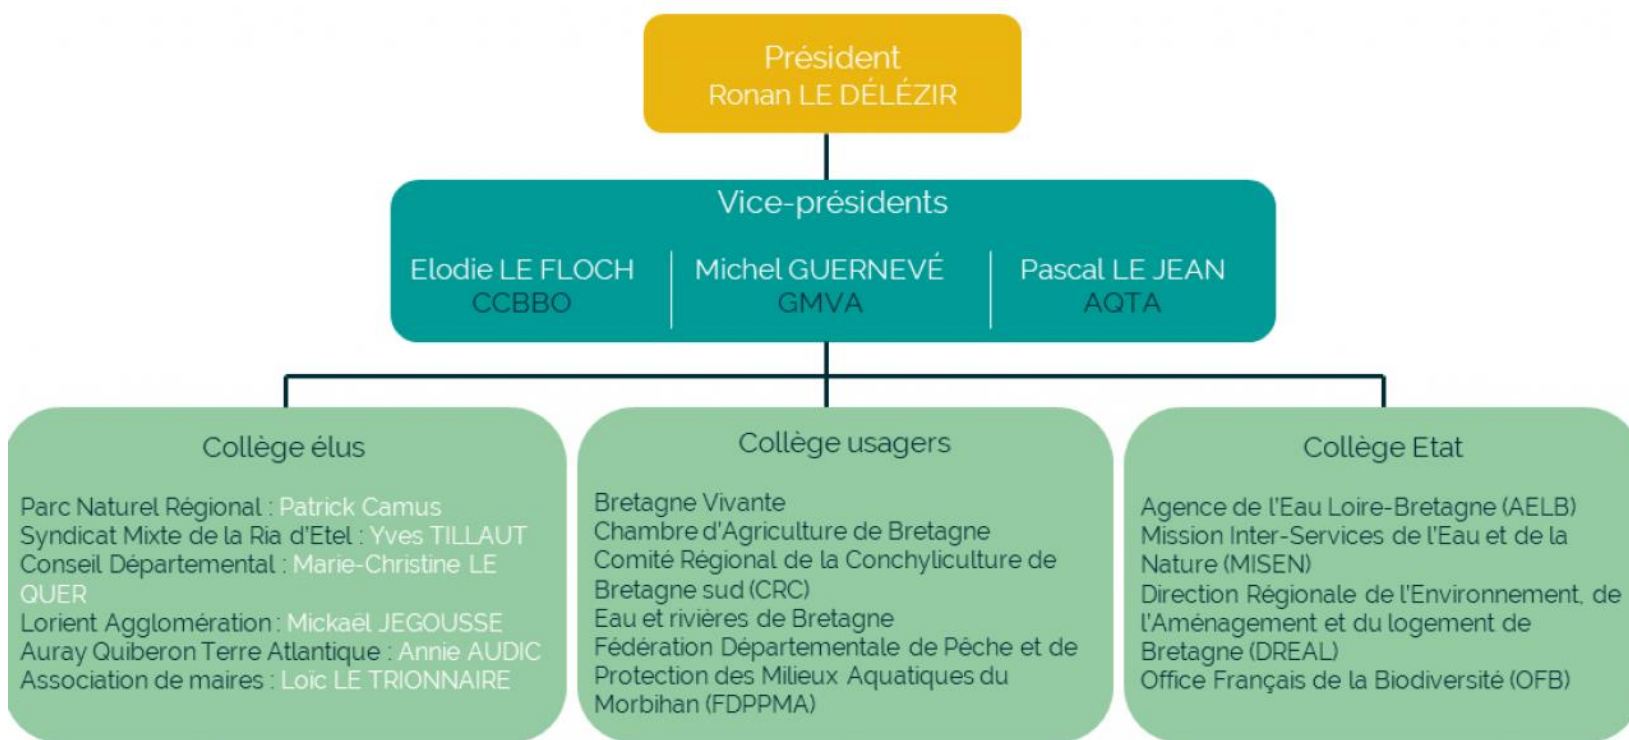 Président
Ronan LE DÉLÉZIR
Vice-présidents
Elodie LE FLOCH
CCBBO
Michel GUERNEVÉ
GMVA
Pascal LE JEAN
AQTA
Collège élus
Parc Naturel Régional : Patrick Camus
Syndicat Mixte de la Ria d'Etel : Yves TILLAUT
Conseil Départemental : Marie-Christine LE
QUER
Lorient Agglomération : Mickaël JEGOUSSE
Auray Quiberon Terre Atlantique : Annie AUDIC
Association de maires : Loïc LE TRIONNAIRE
Collège usagers
Bretagne Vivante
Chambre d'Agriculture de Bretagne
Comité Régional de la Conchyliculture de
Bretagne sud (CRC)
Eau et rivières de Bretagne
Fédération Départementale de Pêche et de
Protection des Milieux Aquatiques du
Morbihan (FDPPMA)
Collège Etat
Agence de l'Eau Loire-Bretagne (AELB)
Mission Inter-Services de l'Eau et de la
Nature (MISEN)
Direction Régionale de l'Environnement, de
l'Aménagement et du logement de
Bretagne (DREAL)
Office Français de la Biodiversité (OFB)